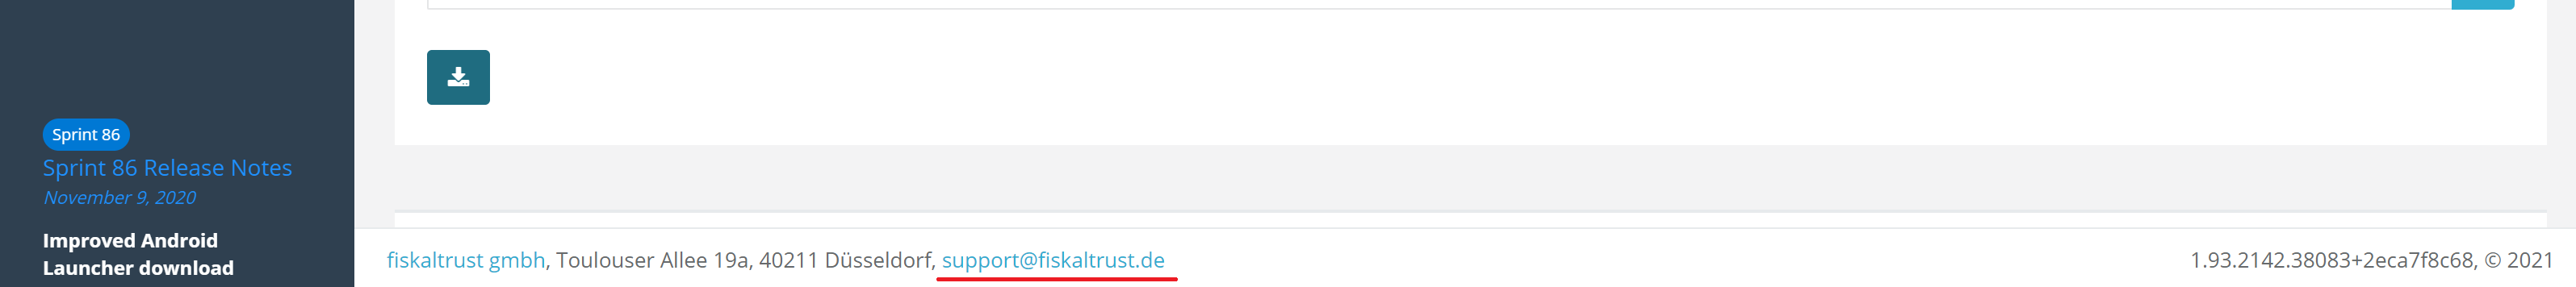 Sprint 86
Sprint 86 Release Notes
November 9, 2020
Improved Android
Launcher download
fiskaltrust gmbh, Toulouser Allee 19a, 40211 Düsseldorf, support@fiskaltrust.de
1.93.2142.38083+2eca7f8c68, © 2021